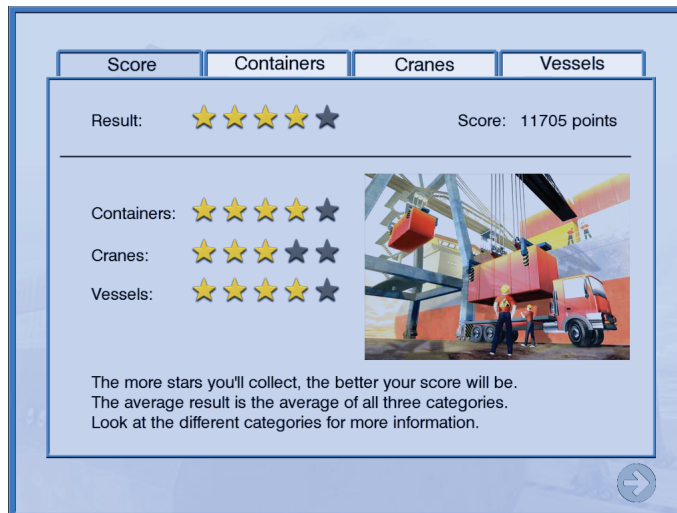 Score Containers Cranes Vessels
Result: Score: 11705 points
Containers:
Cranes:
Vessels:
The more stars you'll collect, the better your score will be.
The average result is the average of all three categories.
Look at the different categories for more information.